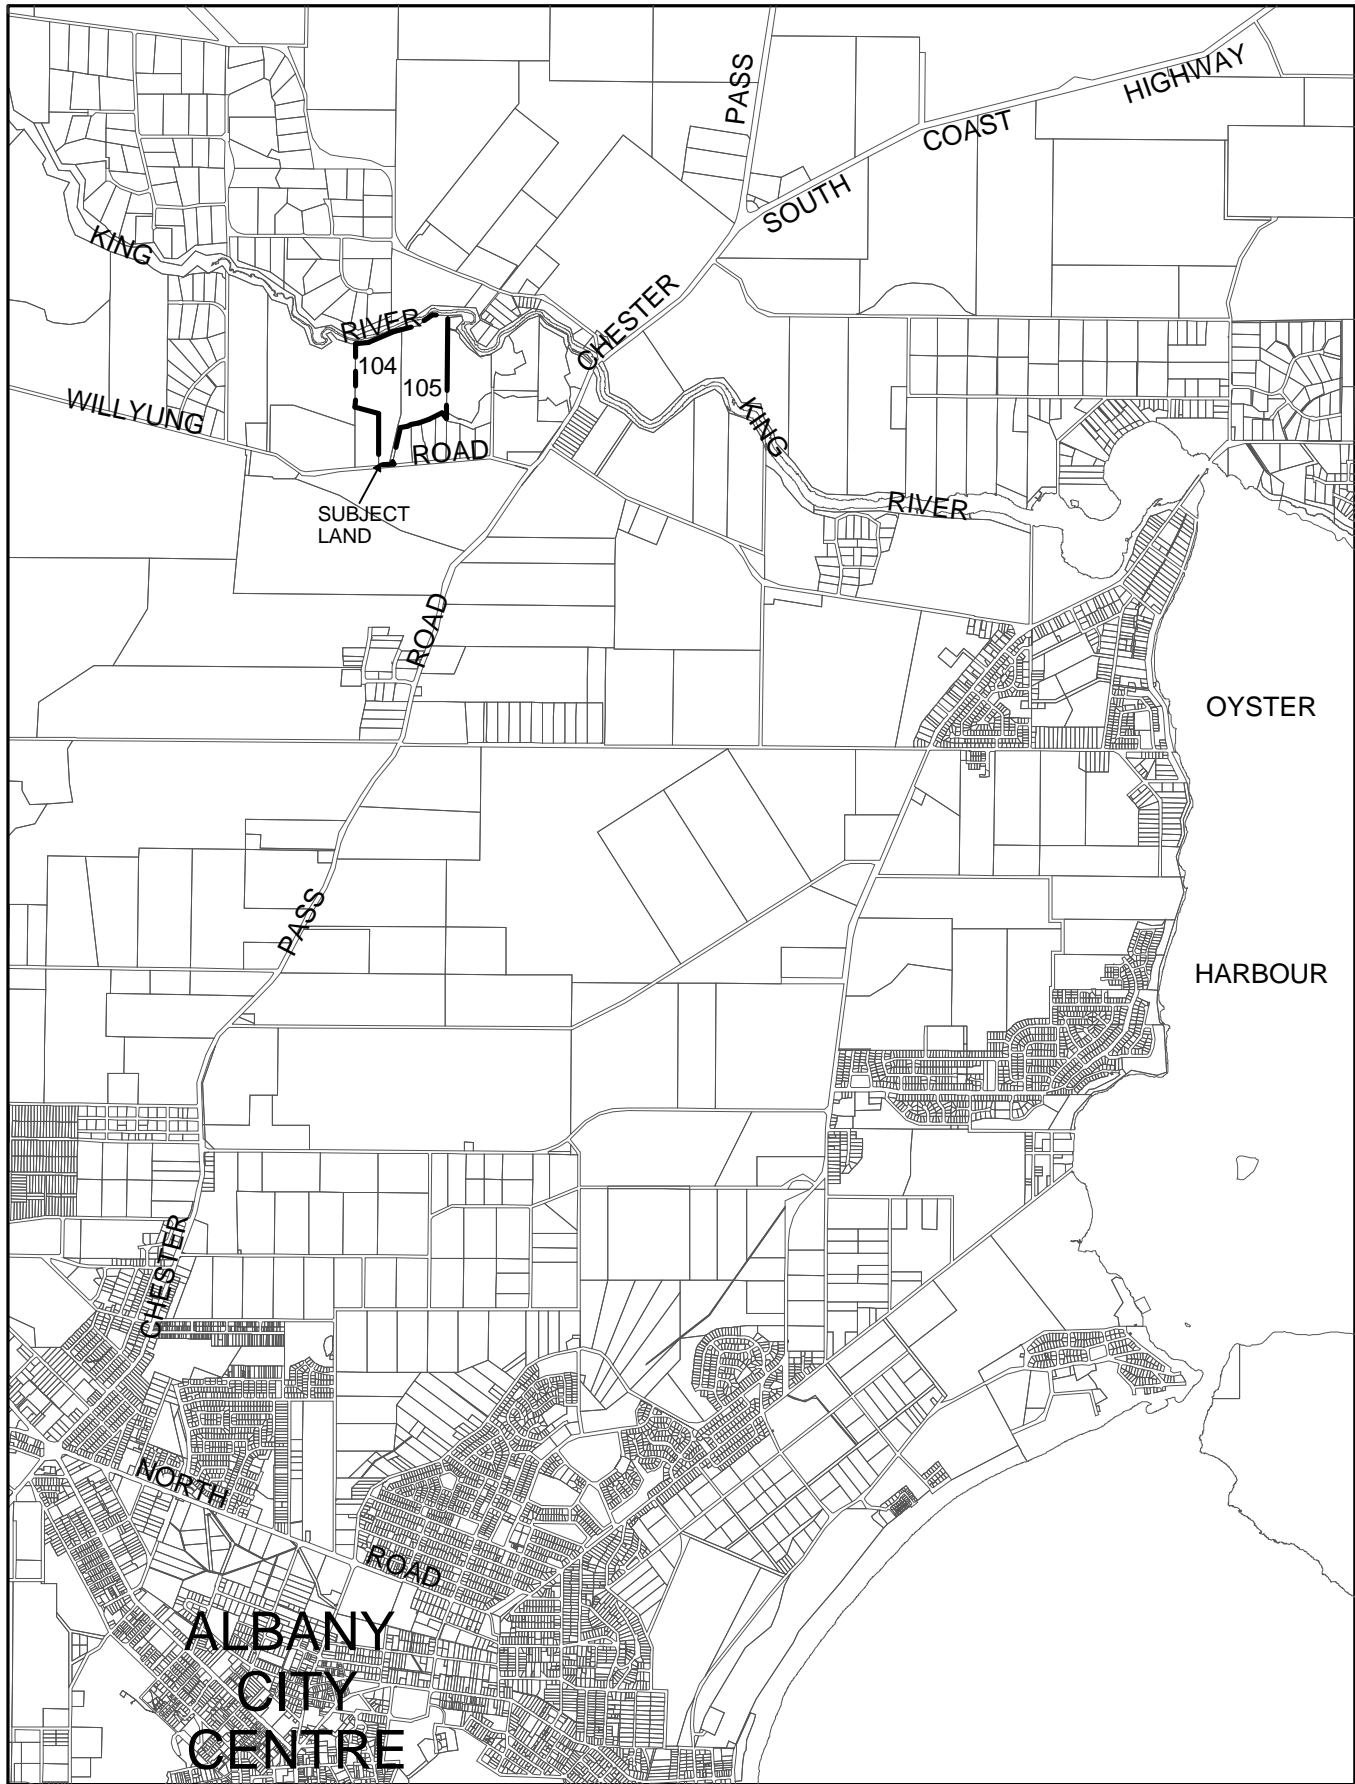 PASS
HIGHWAY
COAST
SOUTH
KING
CHESTER
RIVER
104
105
WILLYUNG
KING
ROAD
RIVER
SUBJECT
LAND
ROAD
OYSTER
PASS
HARBOUR
CHESTER
NORTH
ROAD
ALBANY
CITY
CENTRE